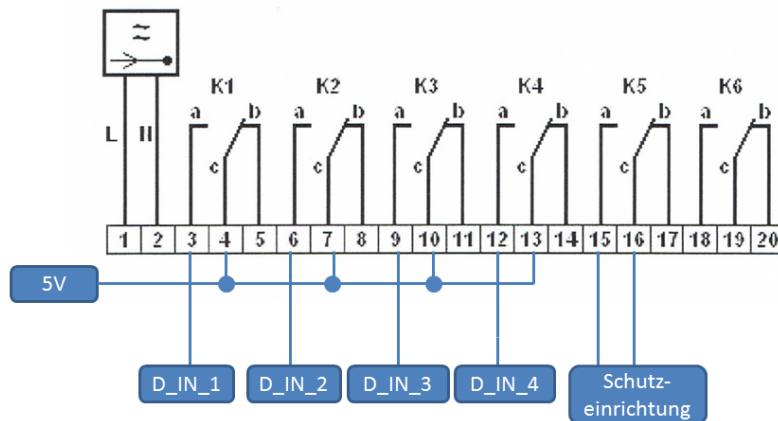 ≈
K1 K2 K3 K4 K5 K6
a b a b a b a b a b a b
L II
c c c c c c
1 2 3 4 5 6 7 8 9 10 11 12 13 14 15 16 17 18 19 20
5V
D_IN_1 D_IN_2 D_IN_3 D_IN_4 Schutz-
einrichtung